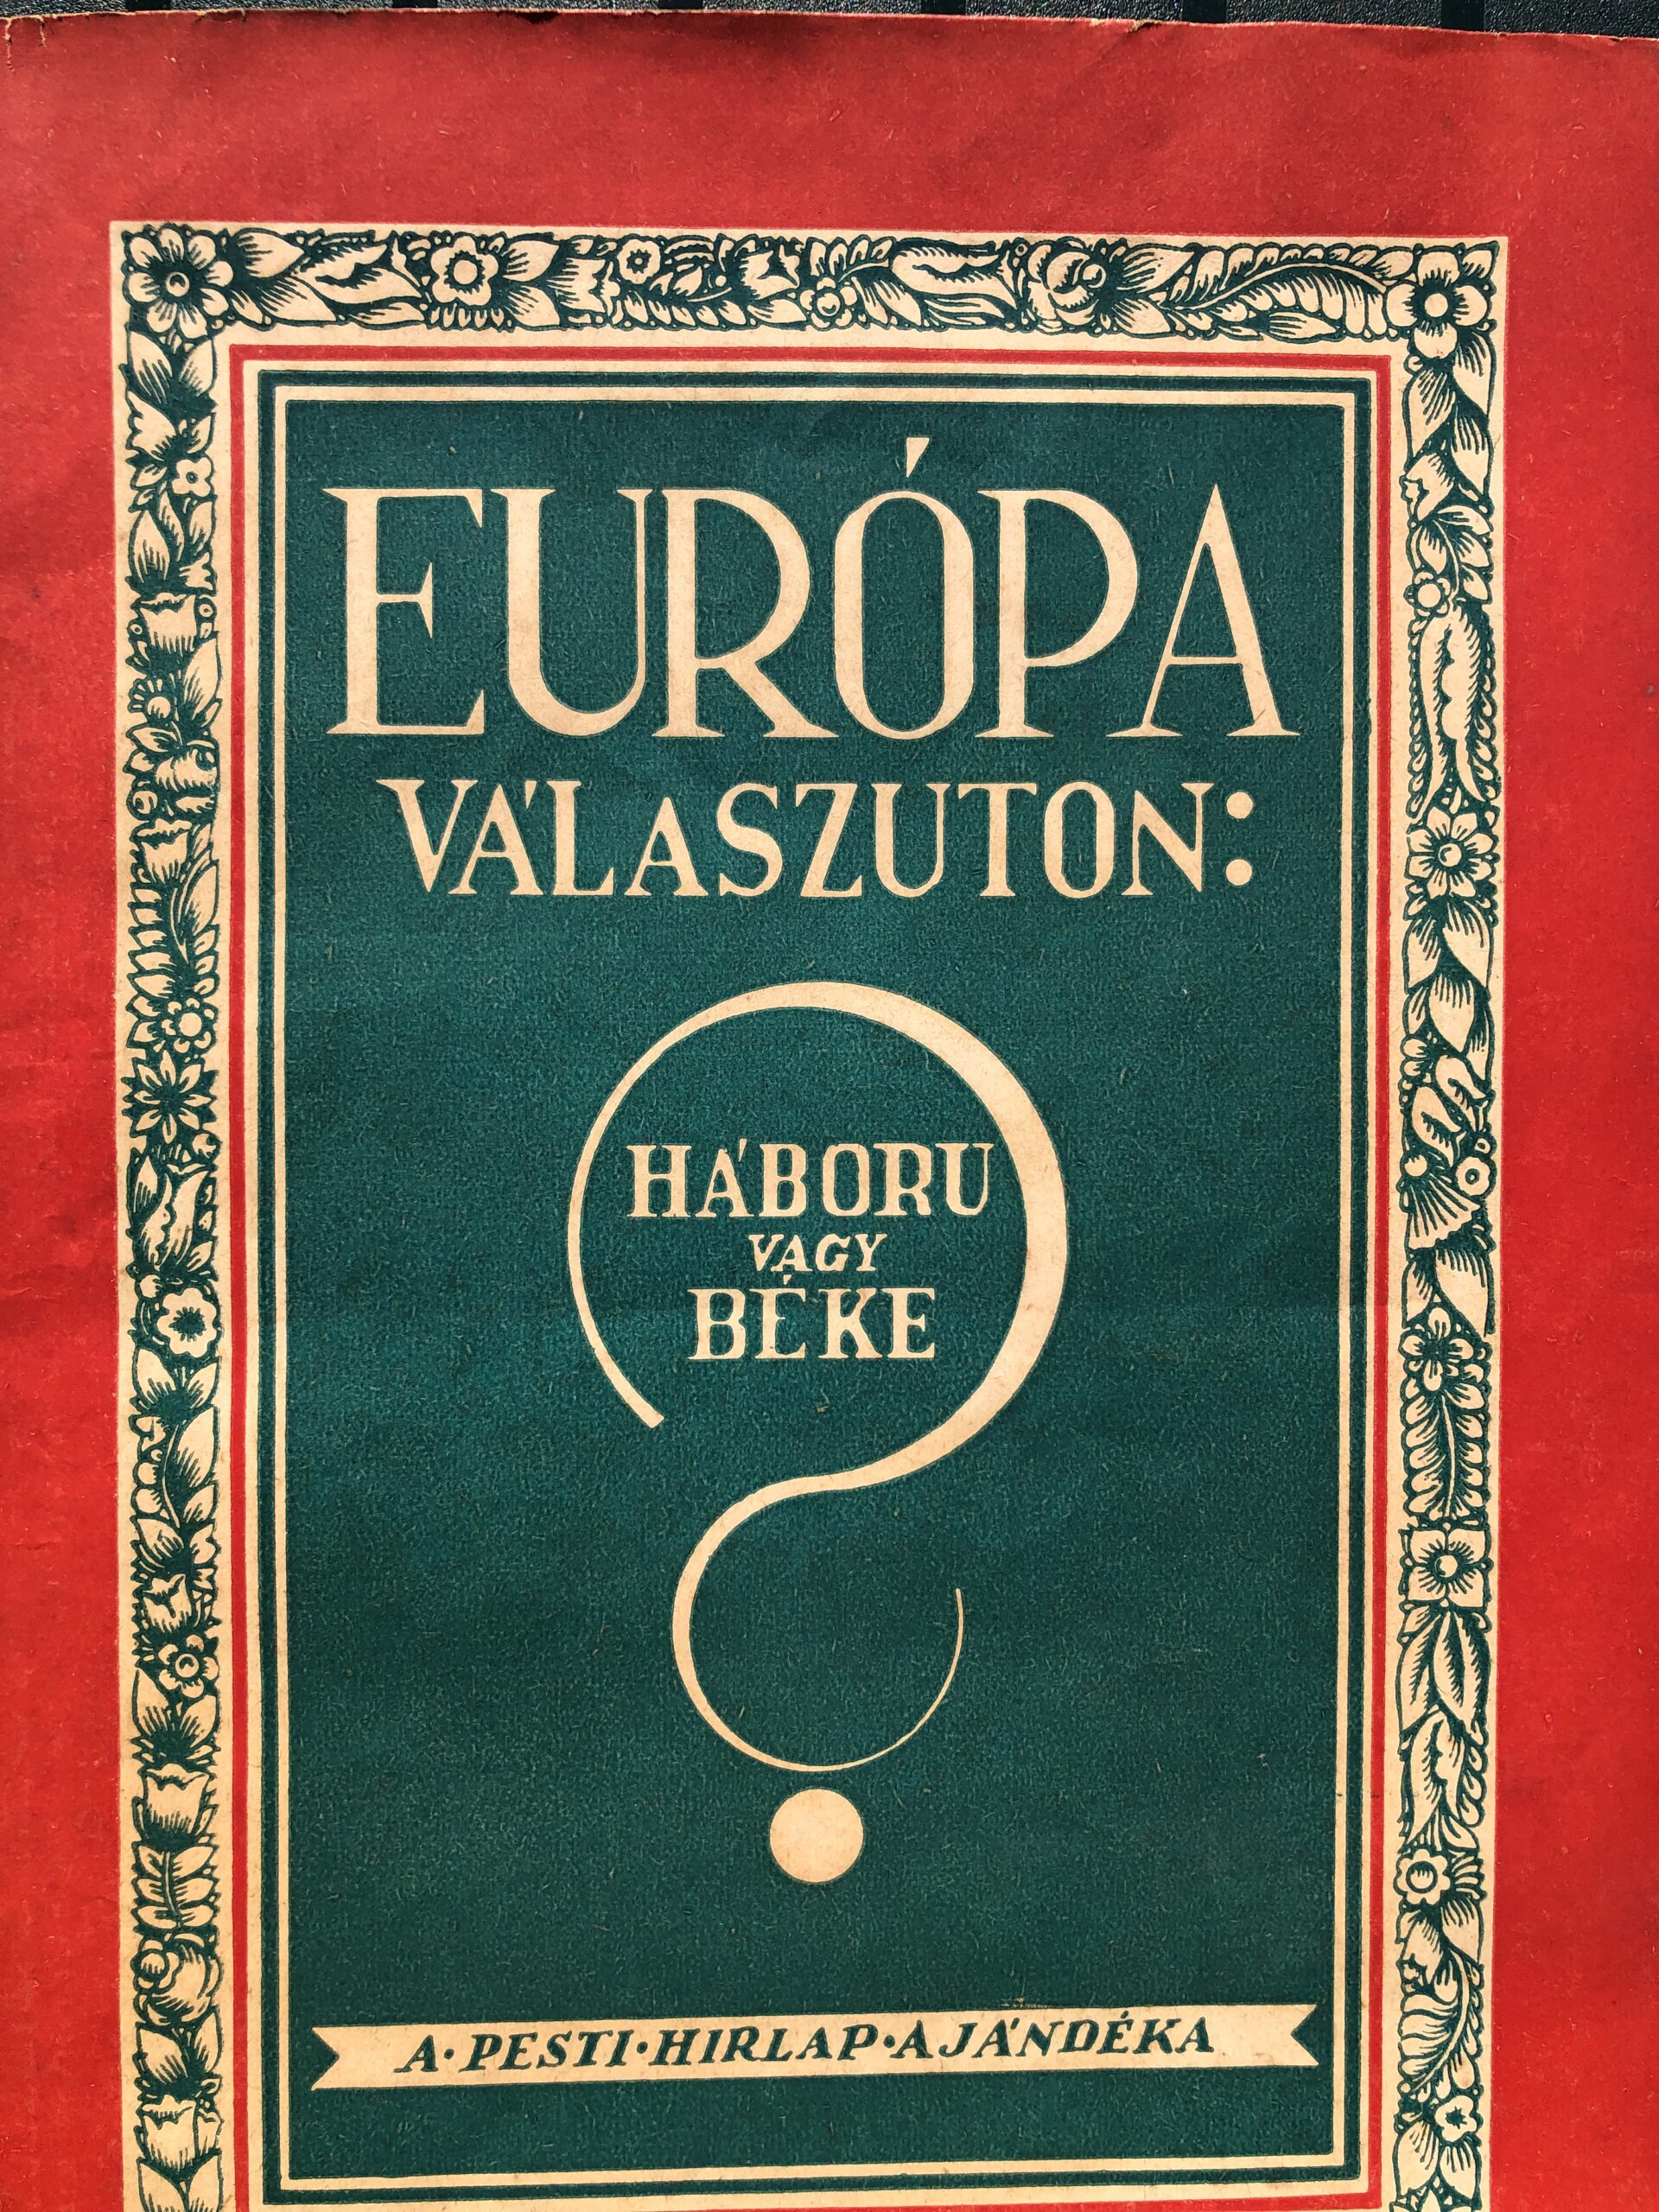 EURÓPA
VÁLASZUTON:
HÁBORU
VAGY
BÉKE
?
A·PESTI·HIRLAP·AJÁNDÉKA